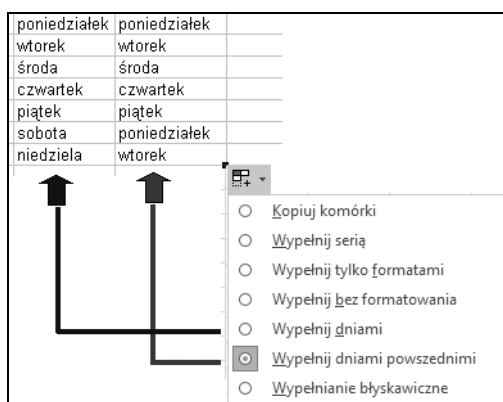 poniedziałek poniedziałek
wtorek wtorek
środa środa
czwartek czwartek
piątek piątek
sobota poniedziałek
niedziela wtorek
Kopiuj komórki
Wypełnij serią
Wypełnij tylko formatami
Wypełnij bez formatowania
Wypełnij dniami
Wypełnij dniami powszednimi
Wypełnianie błyskawiczne